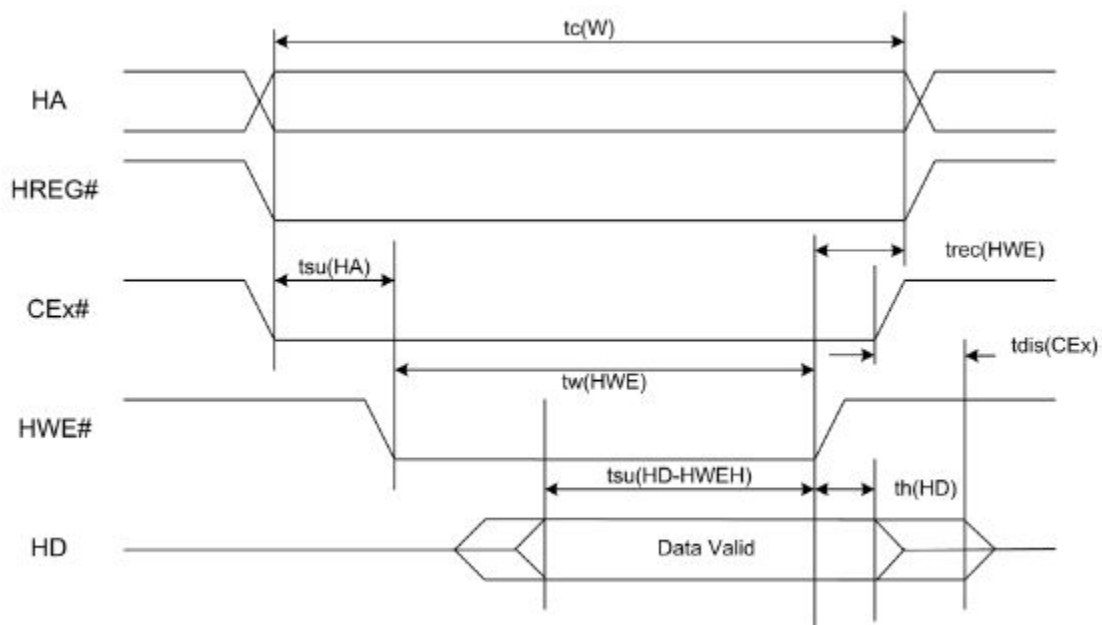 tc(W)
HA
HREG#
trec(HWE)
tsu(HA)
CEx#
tdis(CEx)
tw(HWE)
HWE#
tsu(HD-HWEH)
th(HD)
HD
Data Valid